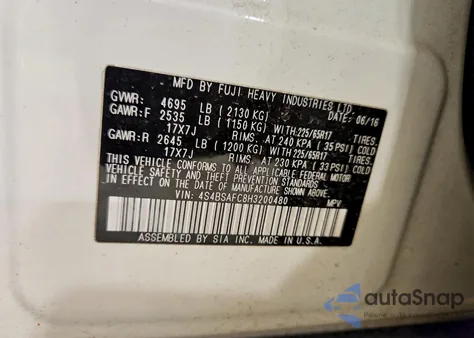 MFD BY FUJI HEAVY INDUSTRIES LTD.
DATE: 06/16
GVWR: 4695 LB (2130 KG)
GAWR:F 2535 LB (1150 KG) WITH:225/65R17 TIRES.
17X7J RIMS. AT 240 KPA (35 PSI)
GAWR:R 2645 LB (1200 KG) WITH:225/65R17 TIRES.
17X7J RIMS. AT 230 KPA (33 PSI)
THIS VEHICLE CONFORMS TO ALL APPLICABLE FEDERAL MOTOR
VEHICLE SAFETY AND THEFT PREVENTION STANDARDS
IN EFFECT ON THE DATE OF MANUFACTURE SHOWN ABOVE.
VIN: 4S4BSAFC8H3200480 MPV
ASSEMBLED BY SIA INC. MADE IN U.S.A.
autoSnap